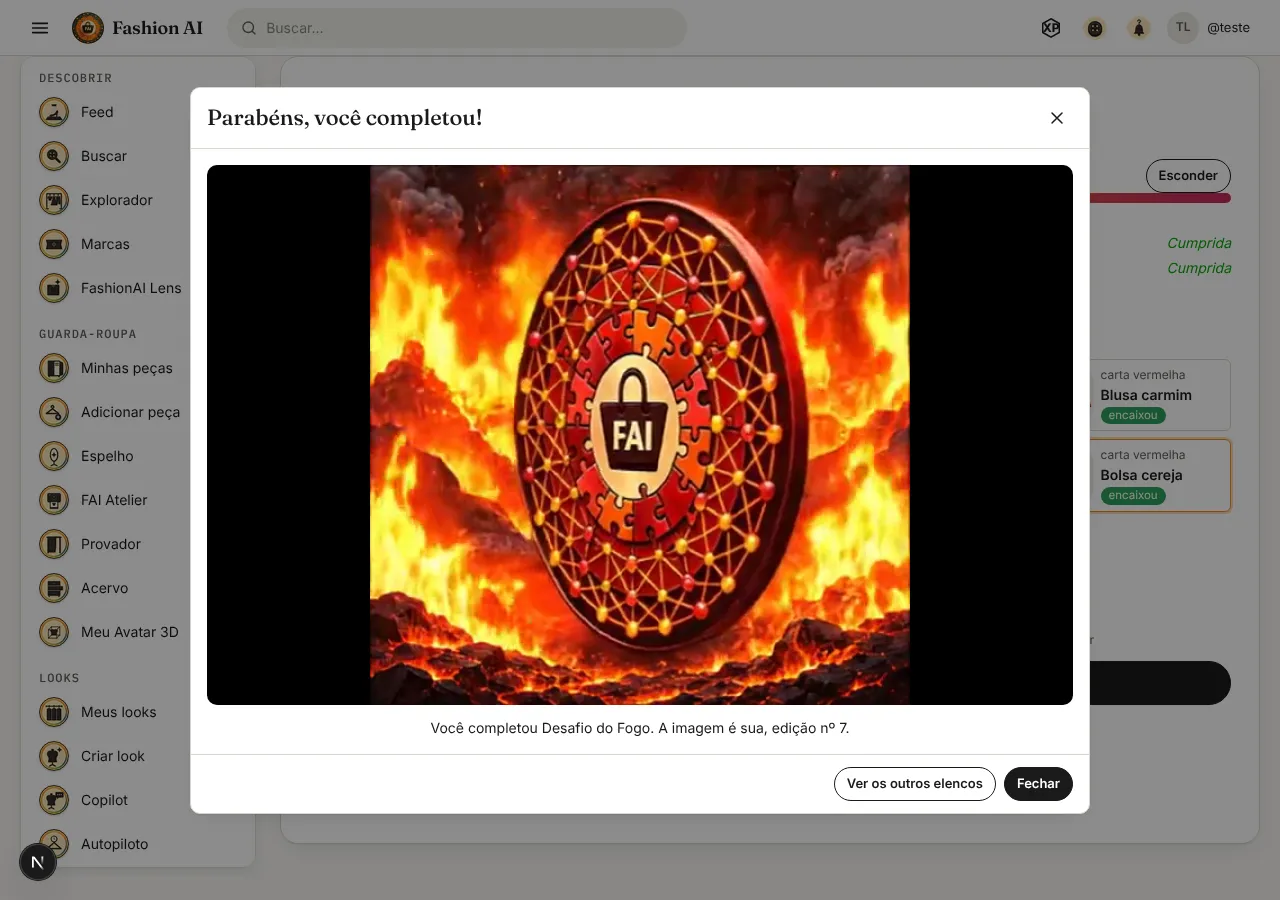 Fashion AI
Buscar...
XP
TL
@teste
DESCOBRIR
Feed
Buscar
Explorador
Marcas
FashionAI Lens
GUARDA-ROUPA
Minhas peças
Adicionar peça
Espelho
FAI Atelier
Provador
Acervo
Meu Avatar 3D
LOOKS
Meus looks
Criar look
Copilot
Autopiloto
N
Parabéns, você completou!
FAI
Você completou Desafio do Fogo. A imagem é sua, edição nº 7.
Ver os outros elencos
Fechar
Esconder
Cumprida
Cumprida
carta vermelha
Blusa carmim
encaixou
carta vermelha
Bolsa cereja
encaixou